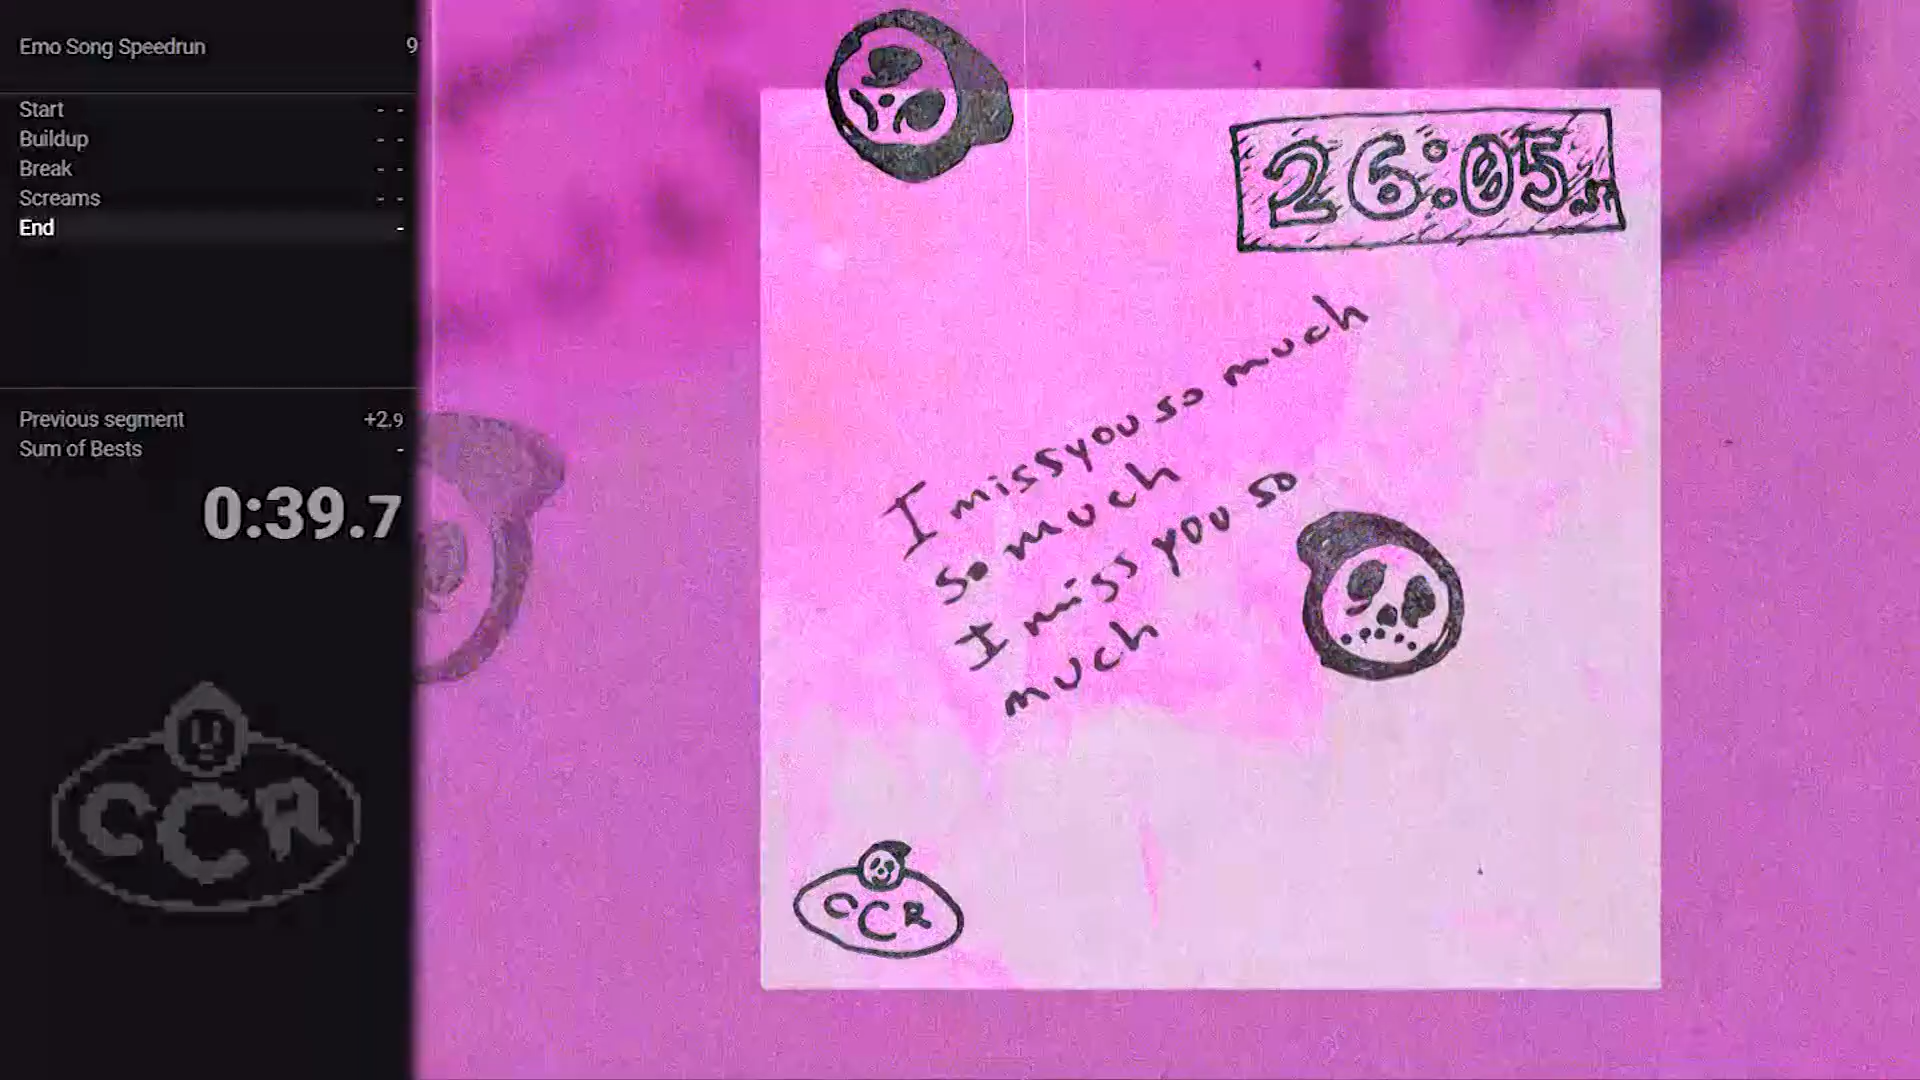 Emo Song Speedrun 9
Start - -
Buildup - -
Break - -
Screams - -
End -
Previous segment +2.9
Sum of Bests -
0:39.7
CCR
26:05
I miss you so much
so much
I miss you so
much
CCR